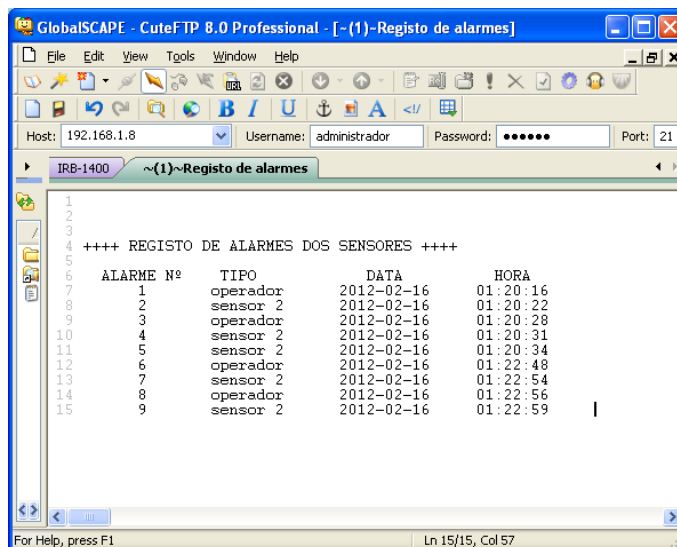 GlobalSCAPE - CuteFTP 8.0 Professional - [~(1)~Registo de alarmes]
File Edit View Tools Window Help
B I U A
Host: 192.168.1.8 Username: administrador Password: ●●●●●● Port: 21
IRB-1400 ~(1)~Registo de alarmes
1
2
3
4 ++++ REGISTO DE ALARMES DOS SENSORES ++++
5
6 ALARME Nº TIPO DATA HORA
7 1 operador 2012-02-16 01:20:16
8 2 sensor 2 2012-02-16 01:20:22
9 3 operador 2012-02-16 01:20:28
10 4 sensor 2 2012-02-16 01:20:31
11 5 sensor 2 2012-02-16 01:20:34
12 6 operador 2012-02-16 01:22:48
13 7 sensor 2 2012-02-16 01:22:54
14 8 operador 2012-02-16 01:22:56
15 9 sensor 2 2012-02-16 01:22:59
For Help, press F1 Ln 15/15, Col 57